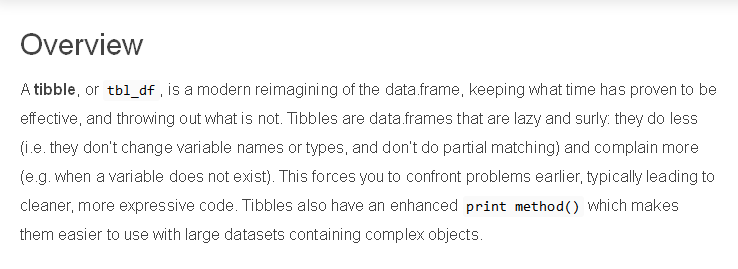 Overview
A tibble, or tbl_df, is a modern reimagining of the data.frame, keeping what time has proven to be
effective, and throwing out what is not. Tibbles are data.frames that are lazy and surly: they do less
(i.e. they don't change variable names or types, and don't do partial matching) and complain more
(e.g. when a variable does not exist). This forces you to confront problems earlier, typically leading to
cleaner, more expressive code. Tibbles also have an enhanced print method() which makes
them easier to use with large datasets containing complex objects.